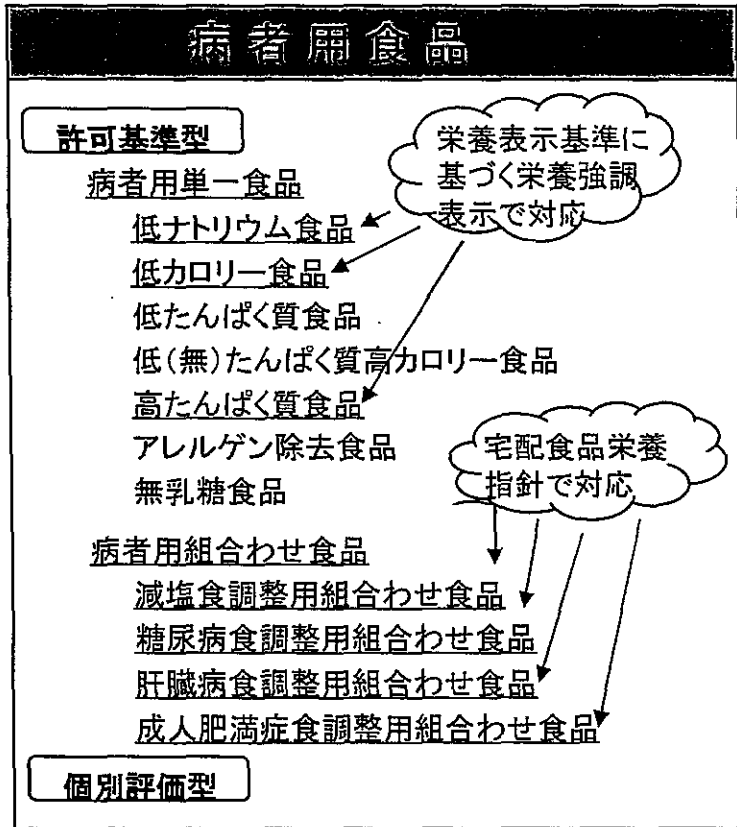 病者用食品
許可基準型
栄養表示基準に
基づく栄養強調
表示で対応
病者用単一食品
低ナトリウム食品
低カロリー食品
低たんぱく質食品
低(無)たんぱく質高カロリー食品
高たんぱく質食品
アレルゲン除去食品
無乳糖食品
宅配食品栄養
指針で対応
病者用組合わせ食品
減塩食調整用組合わせ食品
糖尿病食調整用組合わせ食品
肝臓病食調整用組合わせ食品
成人肥満症食調整用組合わせ食品
個別評価型